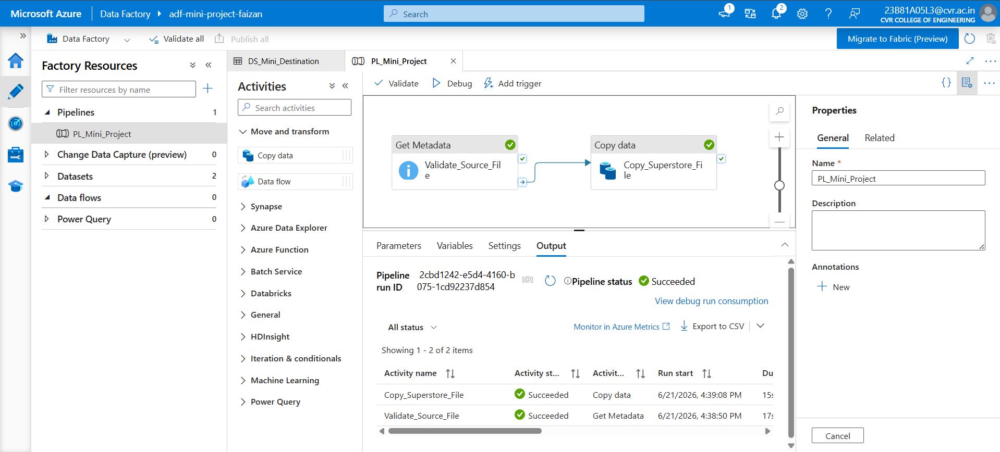 Microsoft Azure
Data Factory
adf-mini-project-faizan
Search
1
2
23B81A05L3@cvr.ac.in
CVR COLLEGE OF ENGINEERING
Data Factory
Validate all
Publish all
Migrate to Fabric (Preview)
Factory Resources
Filter resources by name
Pipelines 1
PL_Mini_Project
Change Data Capture (preview) 0
Datasets 2
Data flows 0
Power Query 0
DS_Mini_Destination
PL_Mini_Project
Activities
Search activities
Move and transform
Copy data
Data flow
Synapse
Azure Data Explorer
Azure Function
Batch Service
Databricks
General
HDInsight
Iteration & conditionals
Machine Learning
Power Query
Validate
Debug
Add trigger
Get Metadata
Validate_Source_Fil
e
Copy data
Copy_Superstore_Fi
le
Parameters
Variables
Settings
Output
Pipeline
run ID
2cbd1242-e5d4-4160-b
075-1cd92237d854
Pipeline status
Succeeded
View debug run consumption
All status
Monitor in Azure Metrics
Export to CSV
Showing 1 - 2 of 2 items
Activity name Activity st... Activit... Run start Du
Copy_Superstore_File Succeeded Copy data 6/21/2026, 4:39:08 PM 15s
Validate_Source_File Succeeded Get Metadata 6/21/2026, 4:38:50 PM 17s
Properties
General
Related
Name *
PL_Mini_Project
Description
Annotations
New
Cancel